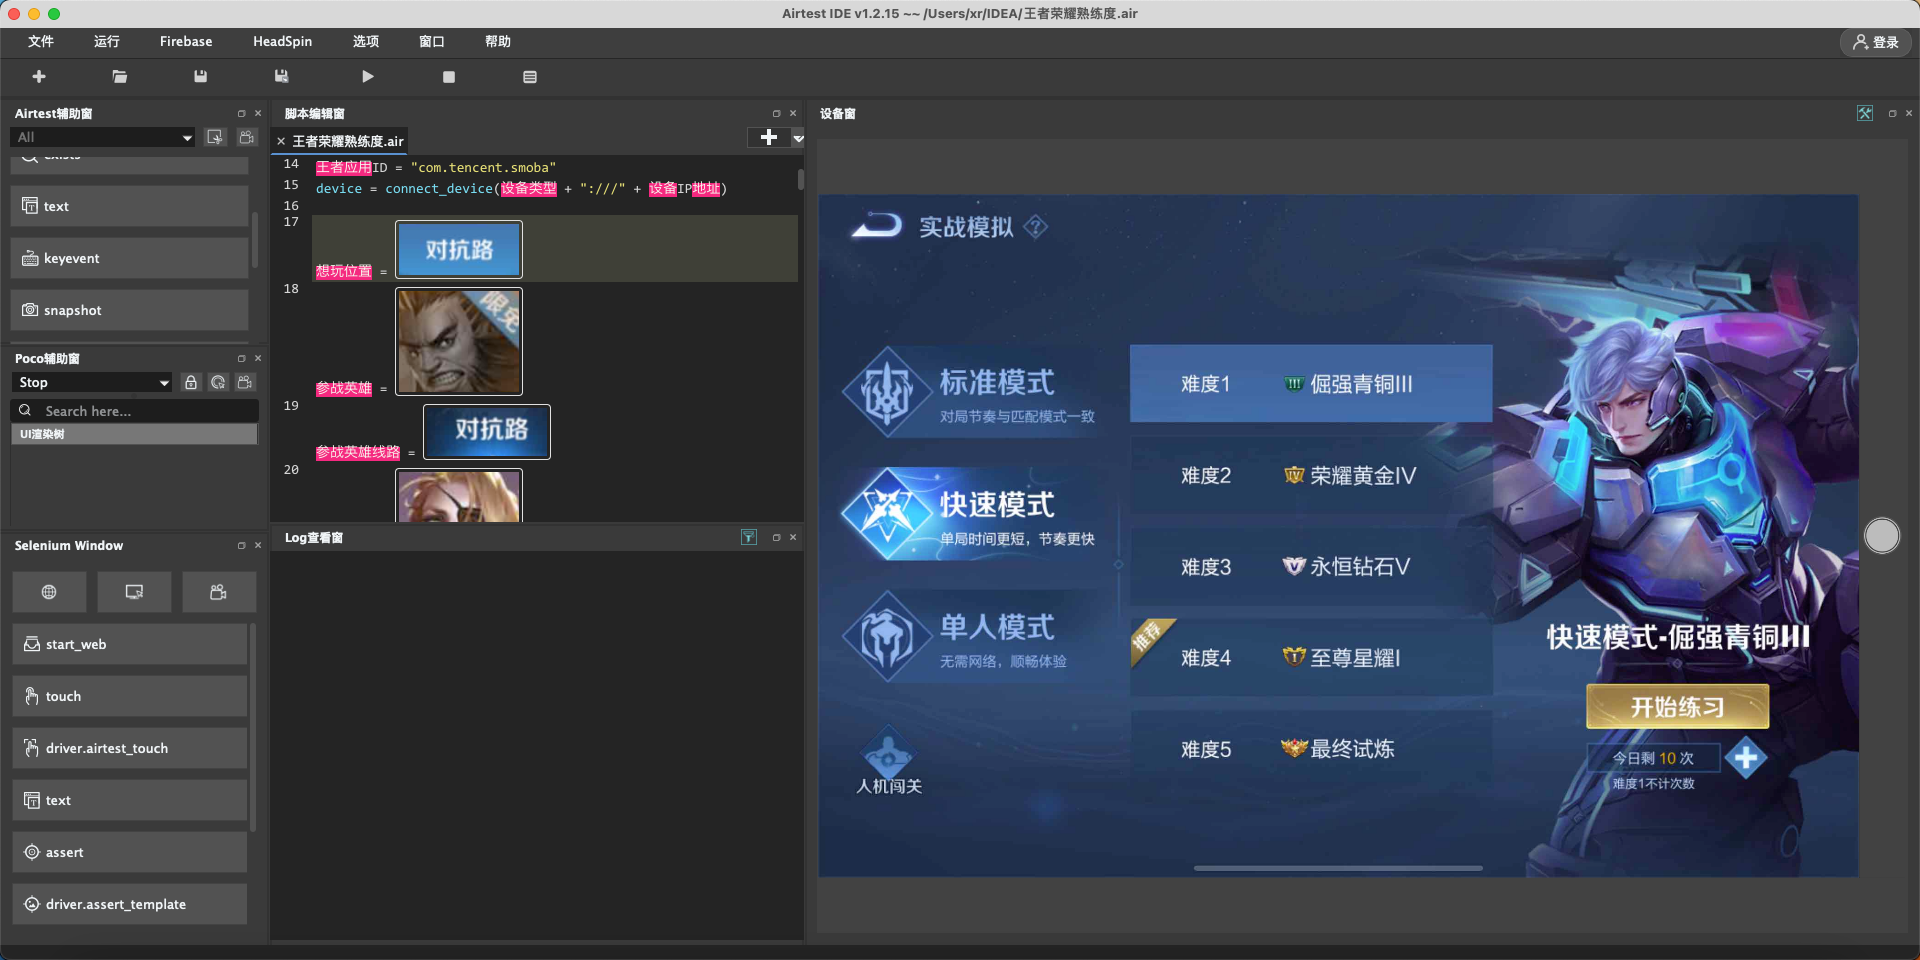 Airtest IDE v1.2.15 ~~ /Users/xr/IDEA/王者荣耀熟练度.air
文件 运行 Firebase HeadSpin 选项 窗口 帮助
登录
Airtest辅助窗
All
exists
text
keyevent
snapshot
Poco辅助窗
Stop
Search here...
UI渲染树
Selenium Window
start_web
touch
driver.airtest_touch
text
assert
driver.assert_template
脚本编辑窗
王者荣耀熟练度.air
14 王者应用ID = "com.tencent.smoba"
15 device = connect_device(设备类型 + ":///" + 设备IP地址)
16
17
对抗路
想玩位置 =
18
限免
参战英雄 =
19
对抗路
参战英雄线路 =
20
Log查看窗
设备窗
实战模拟
?
标准模式
对局节奏与匹配模式一致
快速模式
单局时间更短，节奏更快
单人模式
无需网络，顺畅体验
人机闯关
难度1 倔强青铜III
难度2 荣耀黄金IV
难度3 永恒钻石V
推荐
难度4 至尊星耀I
难度5 最终试炼
快速模式-倔强青铜III
开始练习
今日剩 10 次
难度1不计次数